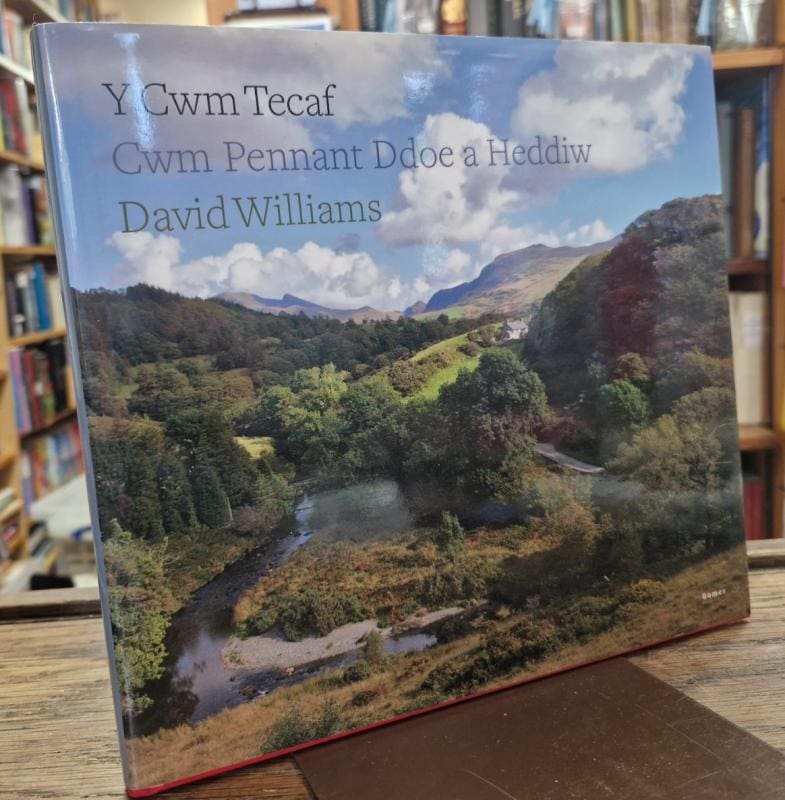 Y Cwm Tecaf
Cwm Pennant Ddoe a Heddiw
David Williams
Gomer